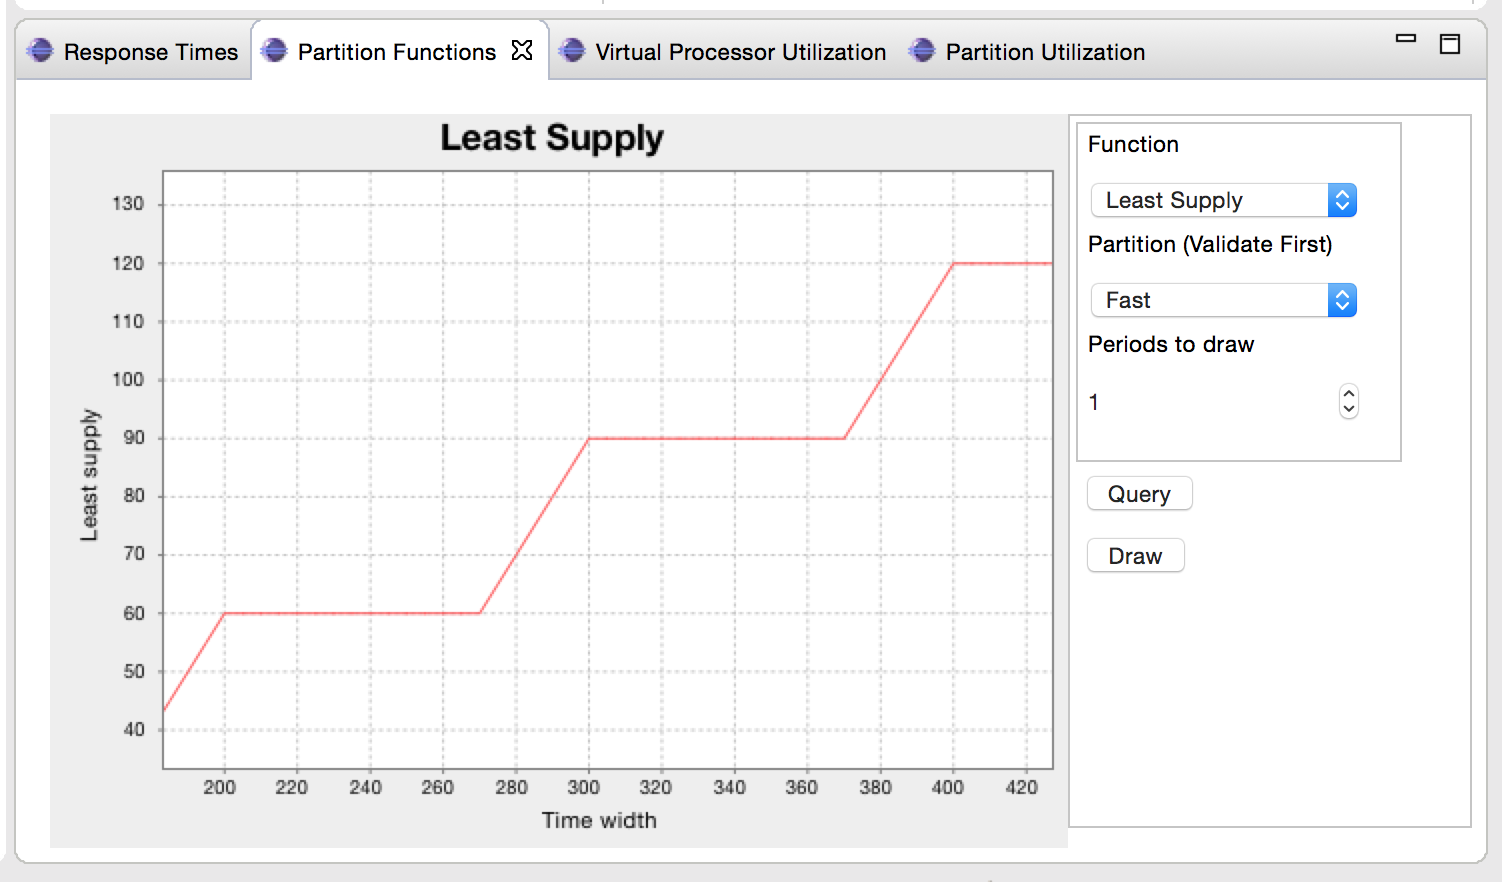 Response Times Partition Functions Virtual Processor Utilization Partition Utilization
Least Supply
130
120
110
100
90
80
70
60
50
40
Least supply
200 220 240 260 280 300 320 340 360 380 400 420
Time width
Function
Least Supply
Partition (Validate First)
Fast
Periods to draw
1
Query
Draw